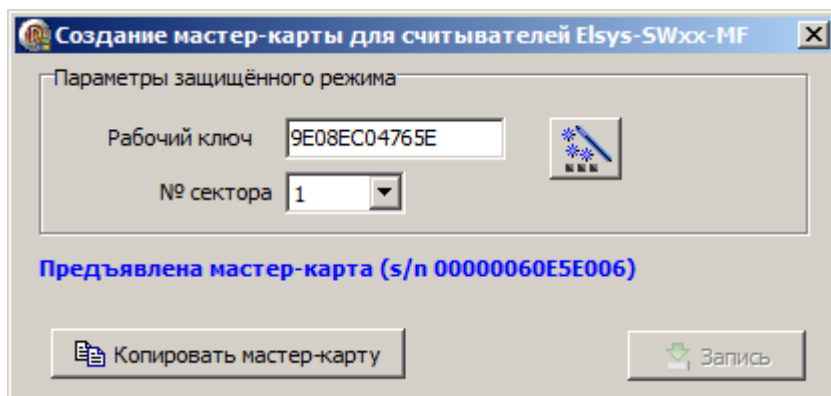 Создание мастер-карты для считывателей Elsys-SWxx-MF
Параметры защищённого режима
Рабочий ключ 9E08EC04765E
№ сектора 1
Предъявлена мастер-карта (s/n 00000060E5E006)
Копировать мастер-карту Запись